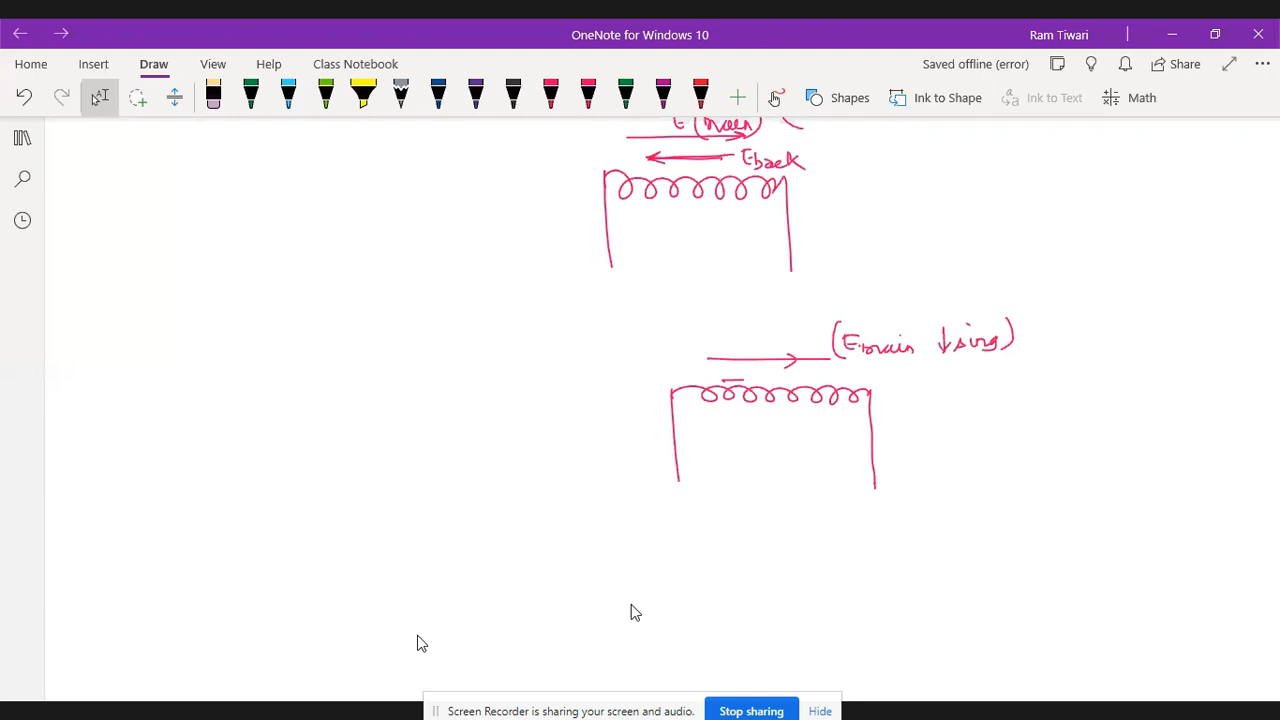 OneNote for Windows 10
Ram Tiwari
Home Insert Draw View Help Class Notebook
Saved offline (error)
Share
Shapes
Ink to Shape
Ink to Text
Math
E (main) (
Eback
(Emain ↓sing)
Screen Recorder is sharing your screen and audio.
Stop sharing
Hide